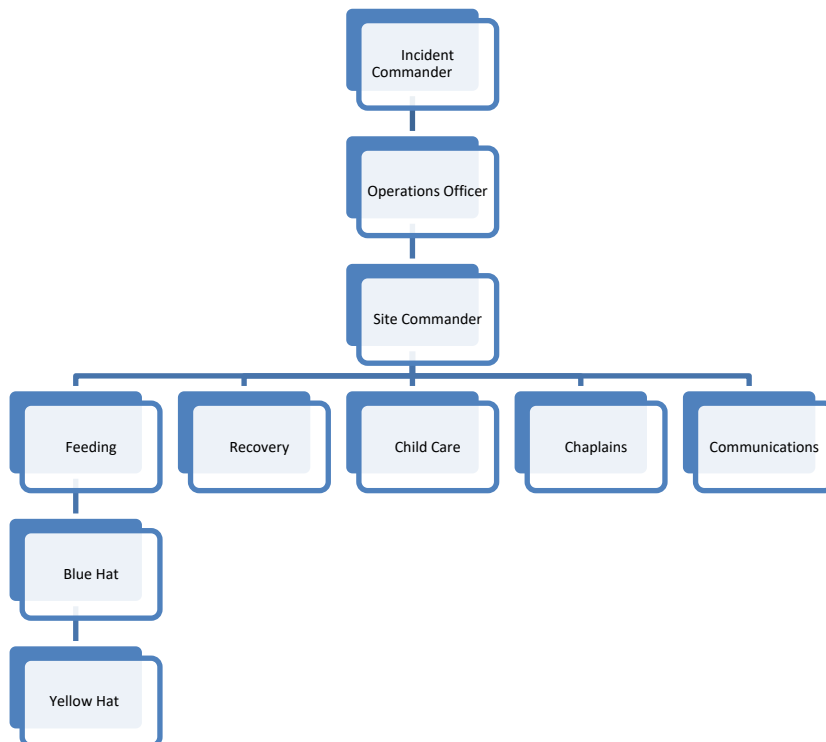 Incident
Commander
Operations Officer
Site Commander
Feeding
Recovery
Child Care
Chaplains
Communications
Blue Hat
Yellow Hat